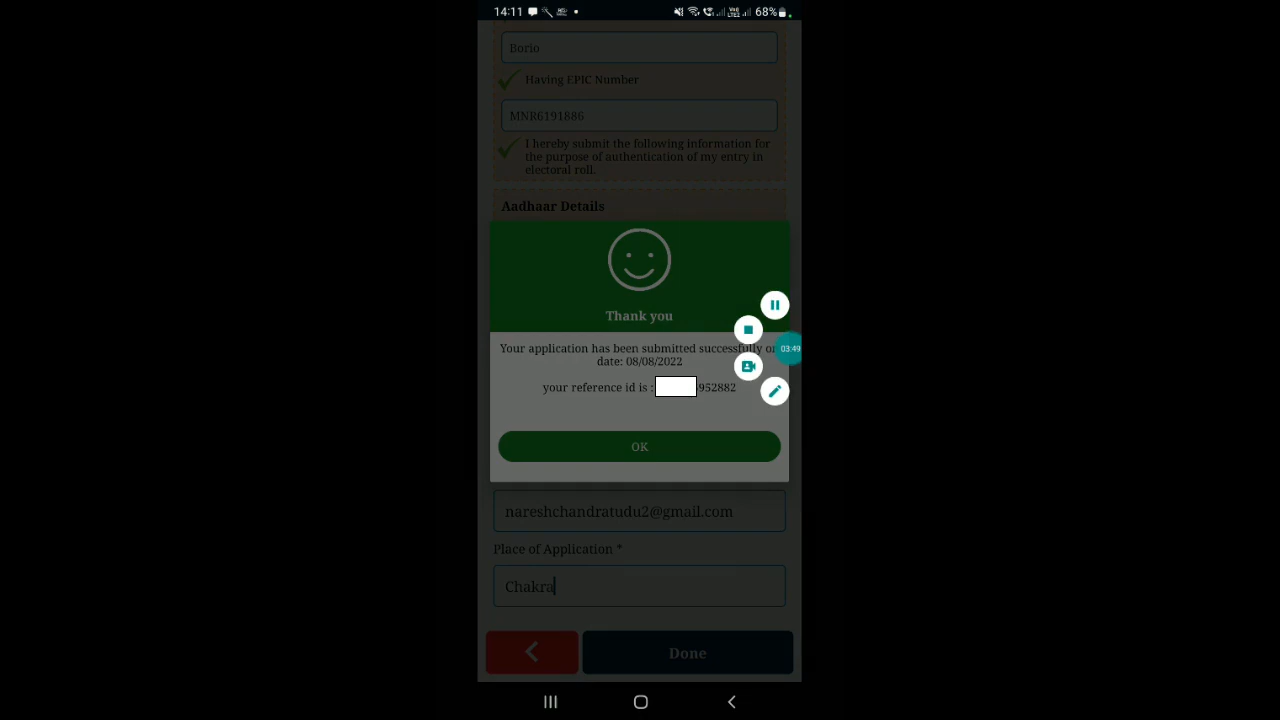 14:11
68%
Borio
Having EPIC Number
MNR6191886
I hereby submit the following information for
the purpose of authentication of my entry in
electoral roll.
Aadhaar Details
Thank you
Your application has been submitted successfully on
date: 08/08/2022
03:49
your reference id is : 952882
OK
nareshchandratudu2@gmail.com
Place of Application *
Chakra
Done